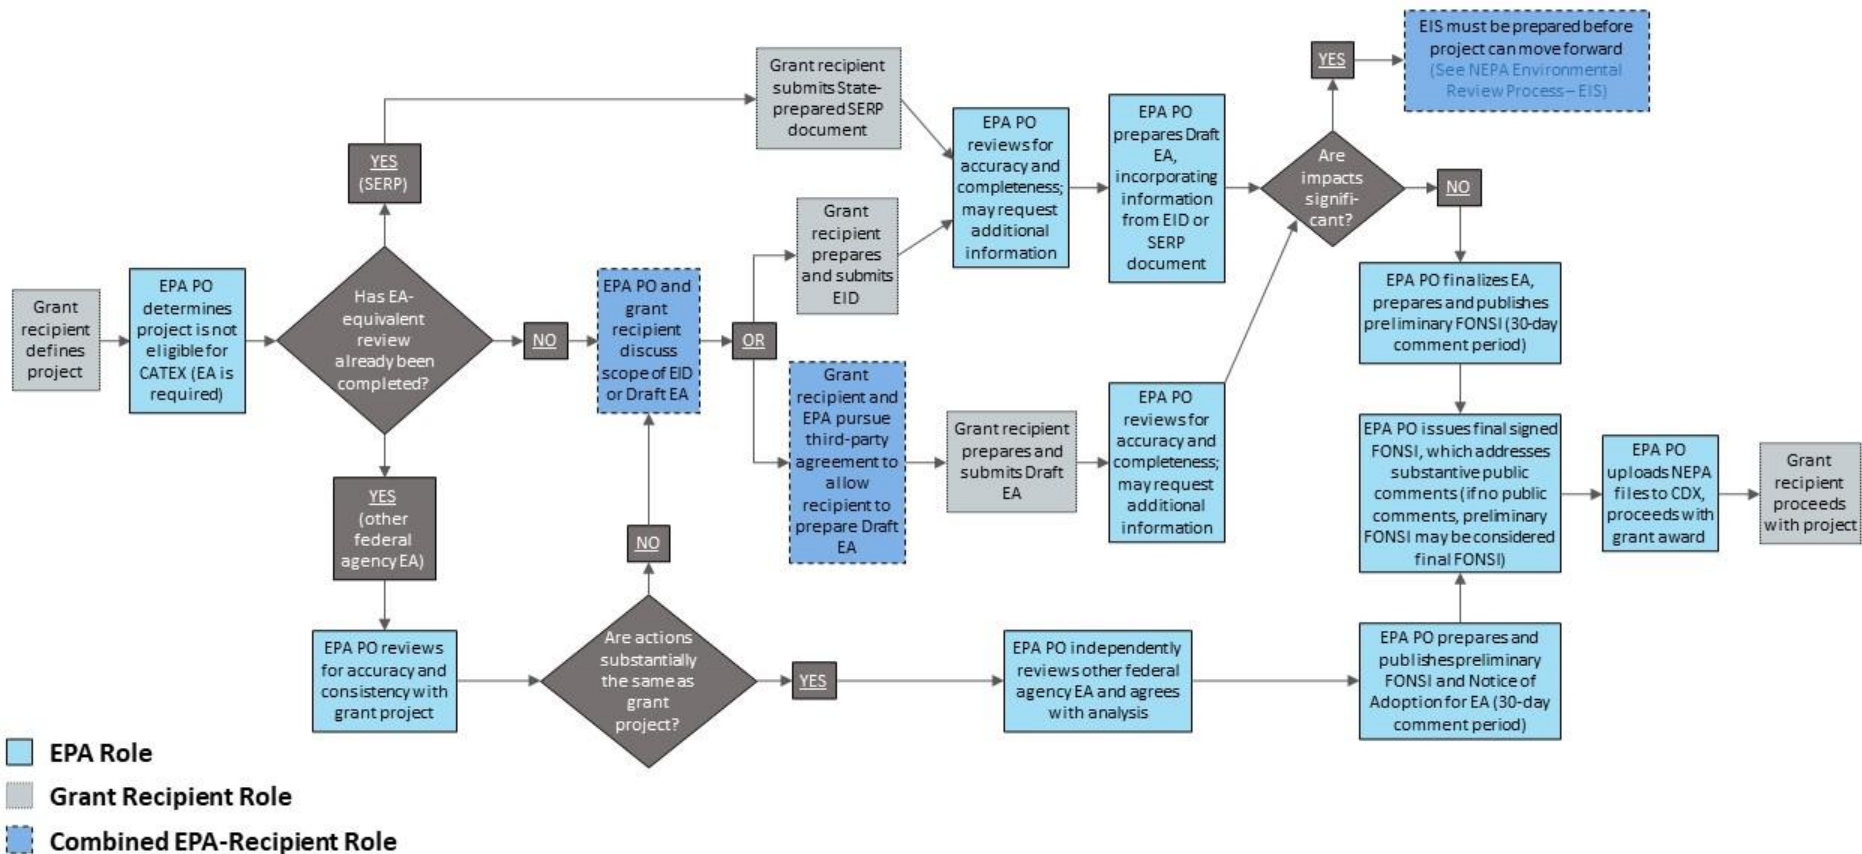 Grant
recipient
defines
project
EPA PO
determines
project is not
eligible for
CATEX (EA is
required)
Has EA-
equivalent
review
already been
completed?
YES
(SERP)
Grant recipient
submits State-
prepared SERP
document
NO
EPA PO and
grant
recipient
discuss
scope of EID
or Draft EA
OR
Grant
recipient
prepares
and submits
EID
EPA PO
reviews for
accuracy and
completeness;
may request
additional
information
EPA PO
prepares Draft
EA,
incorporating
information
from EID or
SERP
document
Are
impacts
signifi-
cant?
YES
EIS must be prepared before
project can move forward
(See NEPA Environmental
Review Process – EIS)
NO
EPA PO finalizes EA,
prepares and publishes
preliminary FONSI (30-day
comment period)
Grant
recipient and
EPA pursue
third-party
agreement to
allow
recipient to
prepare Draft
EA
Grant recipient
prepares and
submits Draft
EA
EPA PO
reviews for
accuracy and
completeness;
may request
additional
information
EPA PO issues final signed
FONSI, which addresses
substantive public
comments (if no public
comments, preliminary
FONSI may be considered
final FONSI)
EPA PO
uploads NEPA
files to CDX,
proceeds with
grant award
Grant
recipient
proceeds
with project
YES
(other
federal
agency EA)
EPA PO reviews
for accuracy and
consistency with
grant project
Are actions
substantially
the same as
grant
project?
NO
YES
EPA PO independently
reviews other federal
agency EA and agrees
with analysis
EPA PO prepares and
publishes preliminary
FONSI and Notice of
Adoption for EA (30-day
comment period)
EPA Role
Grant Recipient Role
Combined EPA-Recipient Role